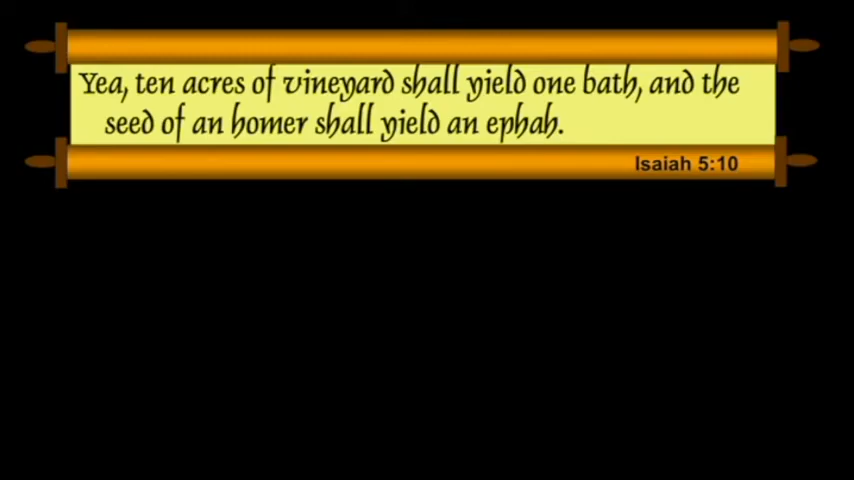 Yea, ten acres of vineyard shall yield one bath, and the
seed of an homer shall yield an ephah.
Isaiah 5:10